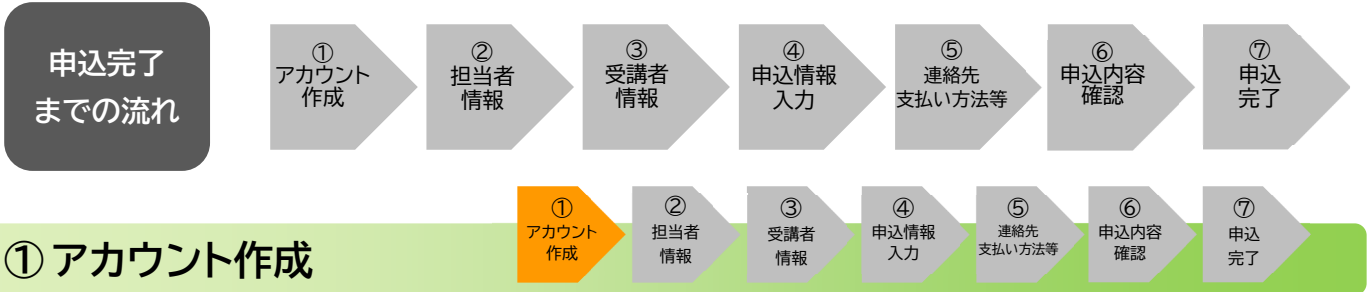 申込完了
までの流れ
①
アカウント
作成
②
担当者
情報
③
受講者
情報
④
申込情報
入力
⑤
連絡先
支払い方法等
⑥
申込内容
確認
⑦
申込
完了
① アカウント作成
①
アカウント
作成
②
担当者
情報
③
受講者
情報
④
申込情報
入力
⑤
連絡先
支払い方法等
⑥
申込内容
確認
⑦
申込
完了